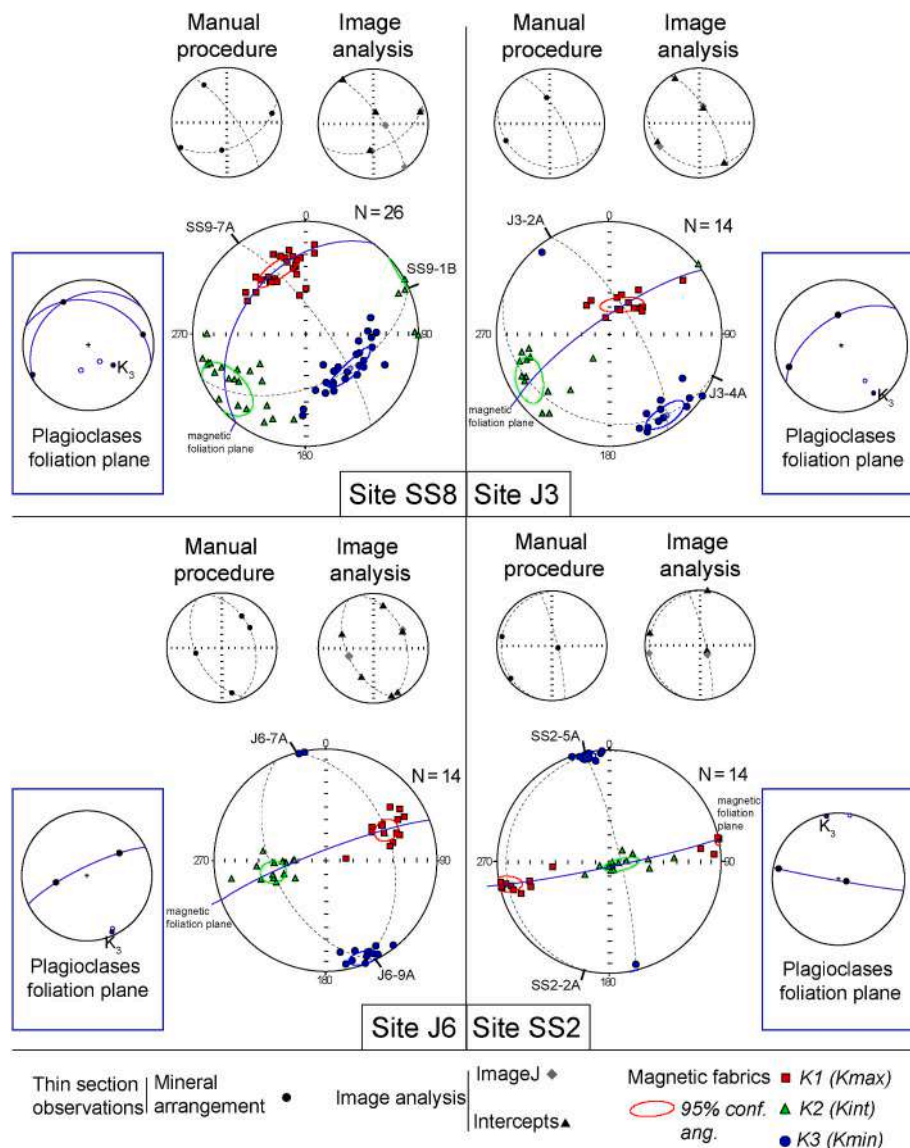 Manual
procedure
Image
analysis
Manual
procedure
Image
analysis
0
N = 26
SS9-7A
SS9-1B
270
90
180
magnetic
foliation plane
K3
Plagioclases
foliation plane
0
N = 14
J3-2A
270
90
J3-4A
180
magnetic
foliation plane
K3
Plagioclases
foliation plane
Site SS8
Site J3
Manual
procedure
Image
analysis
Manual
procedure
Image
analysis
0
J6-7A
N = 14
270
90
magnetic
foliation plane
J6-9A
180
K3
Plagioclases
foliation plane
0
SS2-5A
N = 14
magnetic
foliation
plane
270
90
SS2-2A
180
K3
Plagioclases
foliation plane
Site J6
Site SS2
Thin section
observations
Mineral
arrangement
Image analysis
ImageJ
Intercepts
Magnetic fabrics
95% conf.
ang.
K1 (Kmax)
K2 (Kint)
K3 (Kmin)